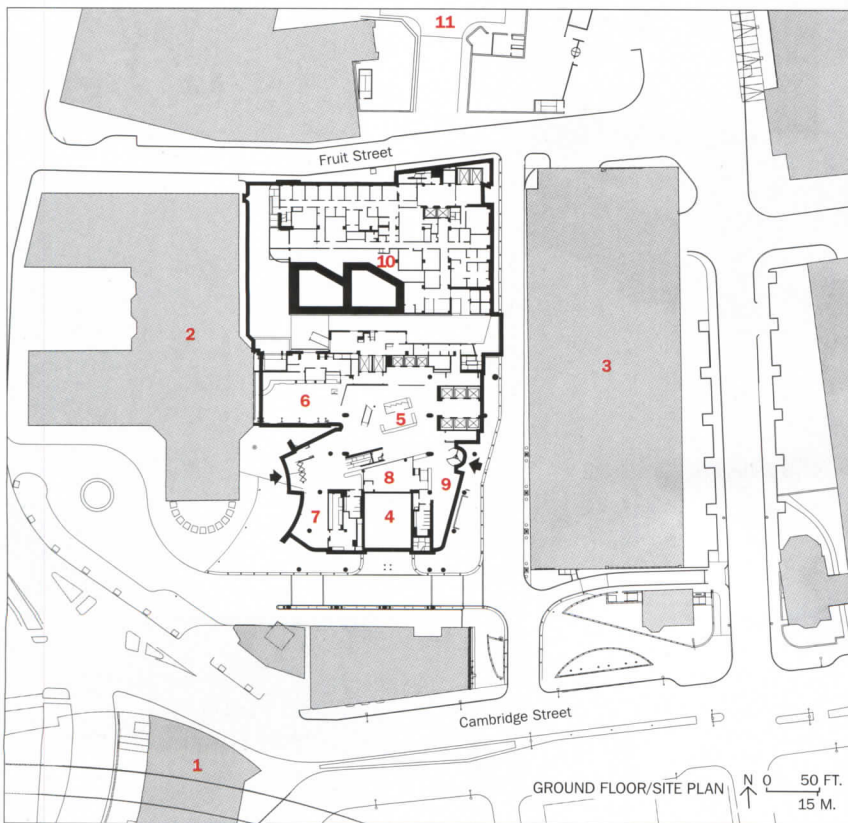 11
Fruit Street
10
2
3
6
5
8
9
7
4
Cambridge Street
1
GROUND FLOOR/SITE PLAN
N 0 50 FT.
15 M.